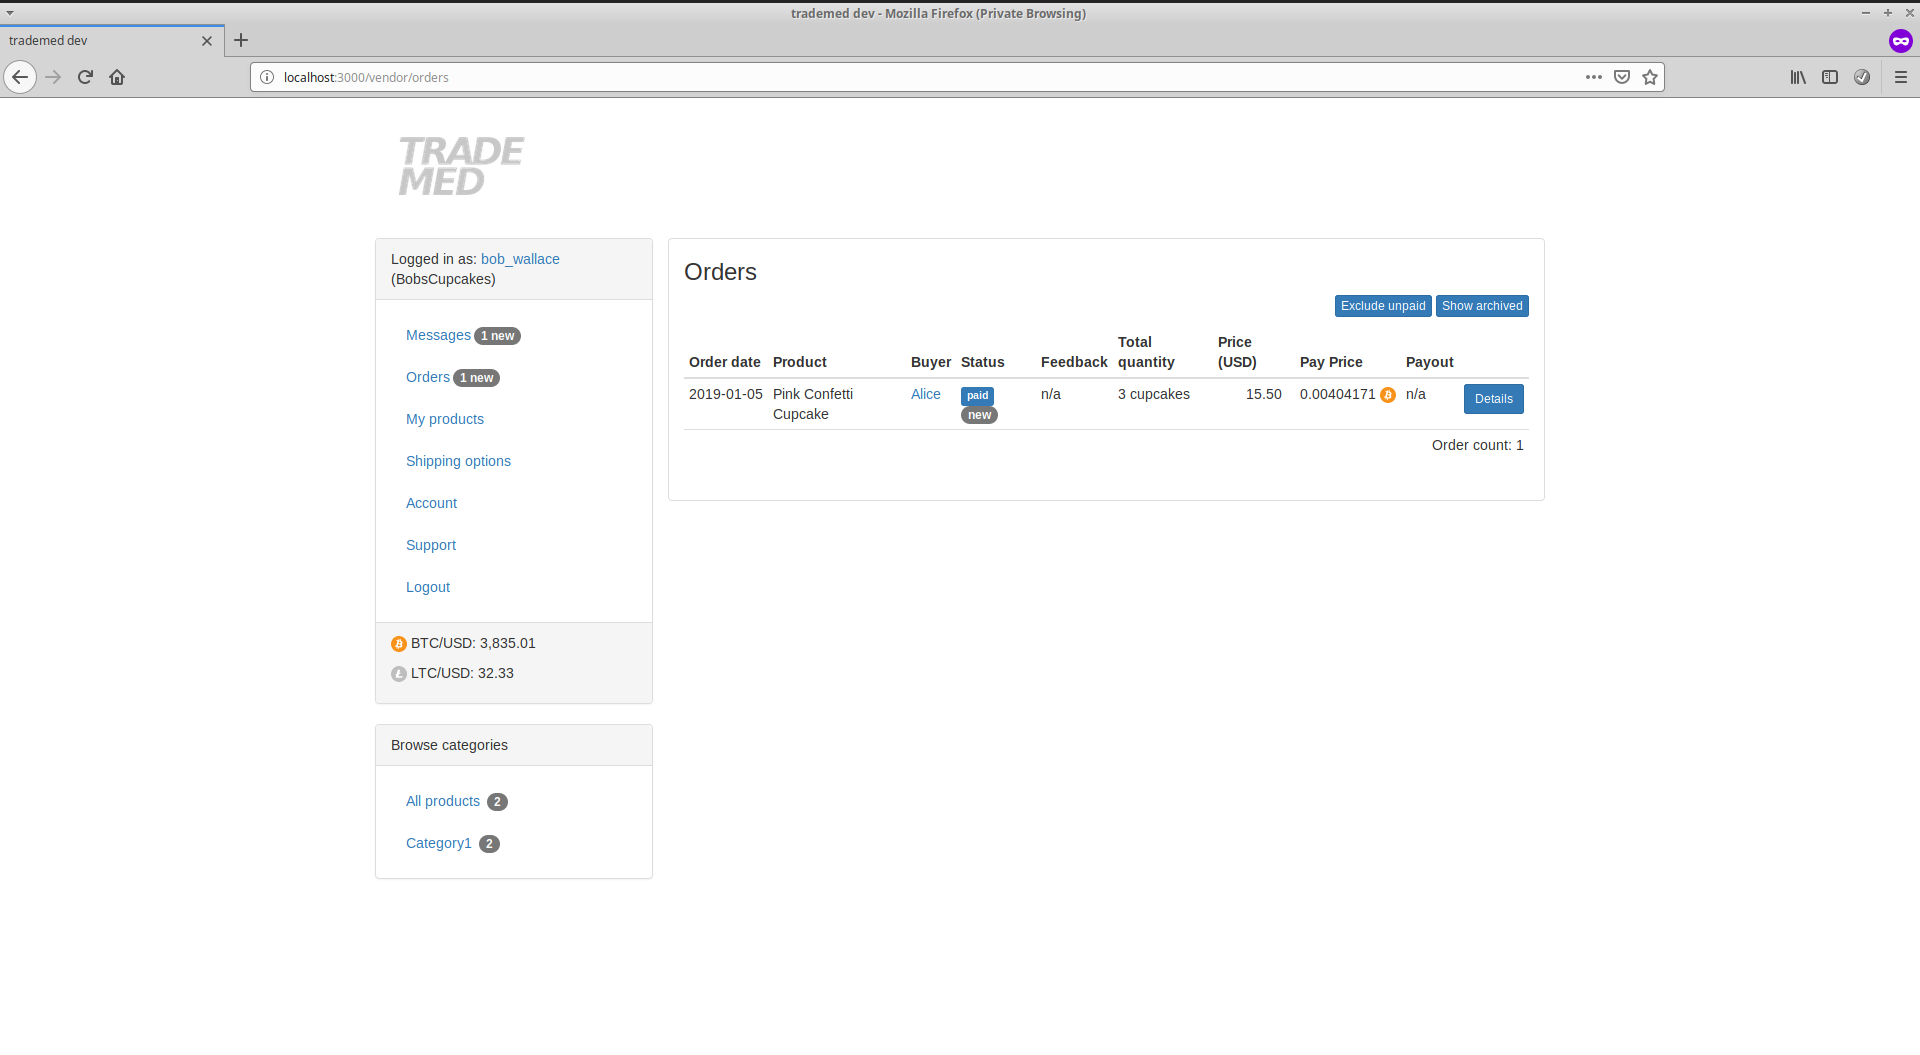 trademed dev - Mozilla Firefox (Private Browsing)
trademed dev
localhost:3000/vendor/orders
TRADE
MED
Logged in as: bob_wallace
(BobsCupcakes)
Messages 1 new
Orders 1 new
My products
Shipping options
Account
Support
Logout
BTC/USD: 3,835.01
LTC/USD: 32.33
Browse categories
All products 2
Category1 2
Orders
Exclude unpaid Show archived
Order date Product Buyer Status Feedback Total quantity Price (USD) Pay Price Payout
2019-01-05 Pink Confetti Cupcake Alice paid new n/a 3 cupcakes 15.50 0.00404171 n/a Details
Order count: 1